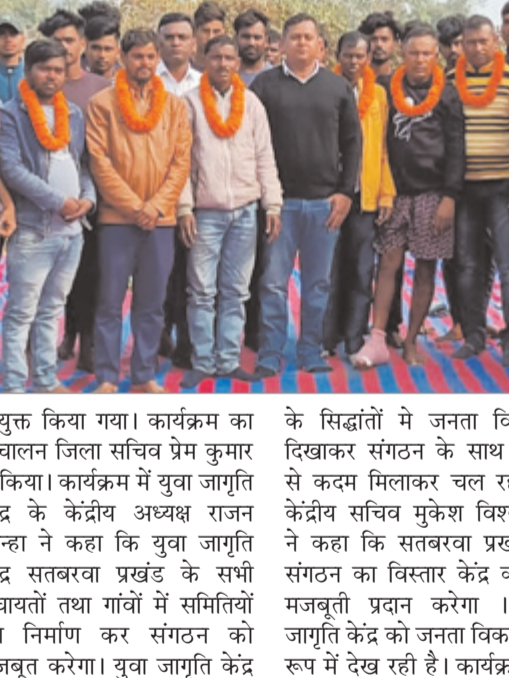 युक्त किया गया। कार्यक्रम का
चालन जिला सचिव प्रेम कुमार
किया। कार्यक्रम में युवा जागृति
द्र के केंद्रीय अध्यक्ष राजन
न्हा ने कहा कि युवा जागृति
द्र सतबरवा प्रखंड के सभी
चायतों तथा गांवों में समितियों
निर्माण कर संगठन को
जबूत करेगा। युवा जागृति केंद्र
के सिद्धांतों मे जनता वि
दिखाकर संगठन के साथ
से कदम मिलाकर चल रह
केंद्रीय सचिव मुकेश विश्
ने कहा कि सतबरवा प्रख
संगठन का विस्तार केंद्र व
मजबूती प्रदान करेगा ।
जागृति केंद्र को जनता विक
रूप में देख रही है। कार्यक्र